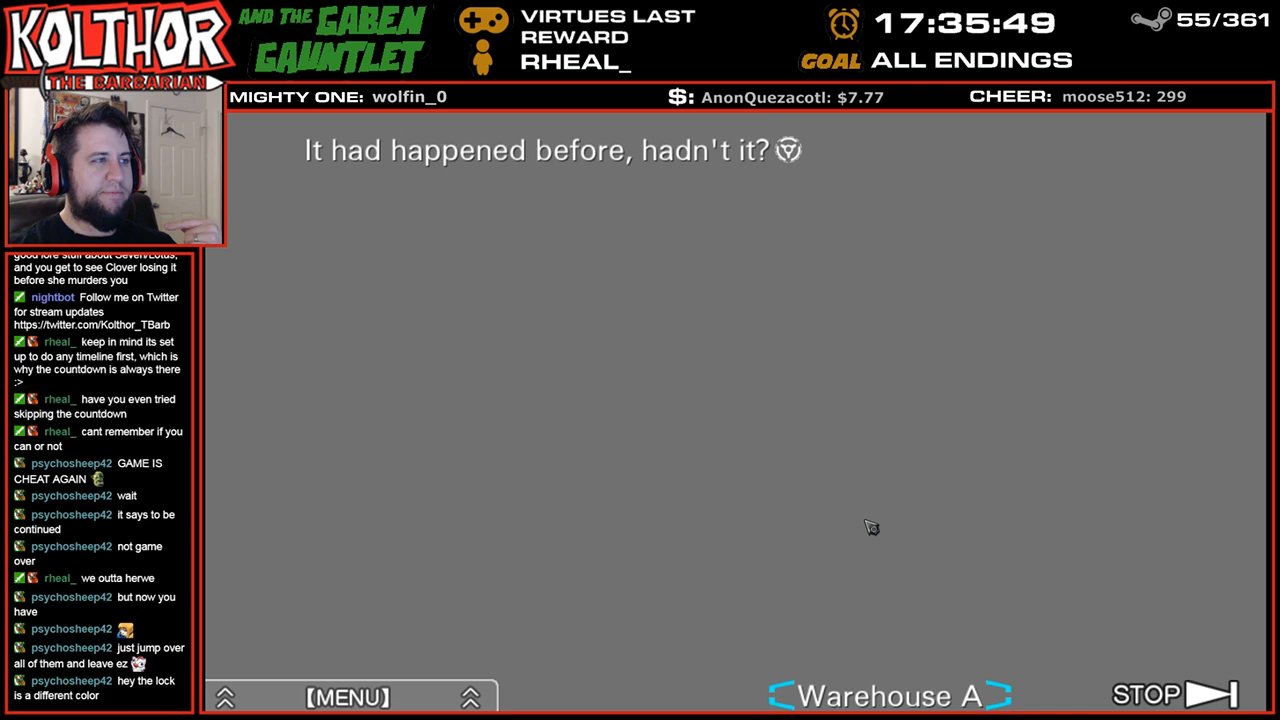 KOLTHOR
THE BARBARIAN
AND THE GABEN
GAUNTLET
VIRTUES LAST
REWARD
RHEAL_
17:35:49
GOAL ALL ENDINGS
55/361
MIGHTY ONE: wolfin_0
$: AnonQuezacotl: $7.77
CHEER: moose512: 299
It had happened before, hadn't it?
good lore stuff about Seven/Lotus,
and you get to see Clover losing it
before she murders you
nightbot Follow me on Twitter
for stream updates
https://twitter.com/Kolthor_TBarb
rheal_ keep in mind its set
up to do any timeline first, which is
why the countdown is always there
:>
rheal_ have you even tried
skipping the countdown
rheal_ cant remember if you
can or not
psychosheep42 GAME IS
CHEAT AGAIN
psychosheep42 wait
psychosheep42 it says to be
continued
psychosheep42 not game
over
rheal_ we outta herwe
psychosheep42 but now you
have
psychosheep42
psychosheep42 just jump over
all of them and leave ez
psychosheep42 hey the lock
is a different color
[MENU]
Warehouse A
STOP